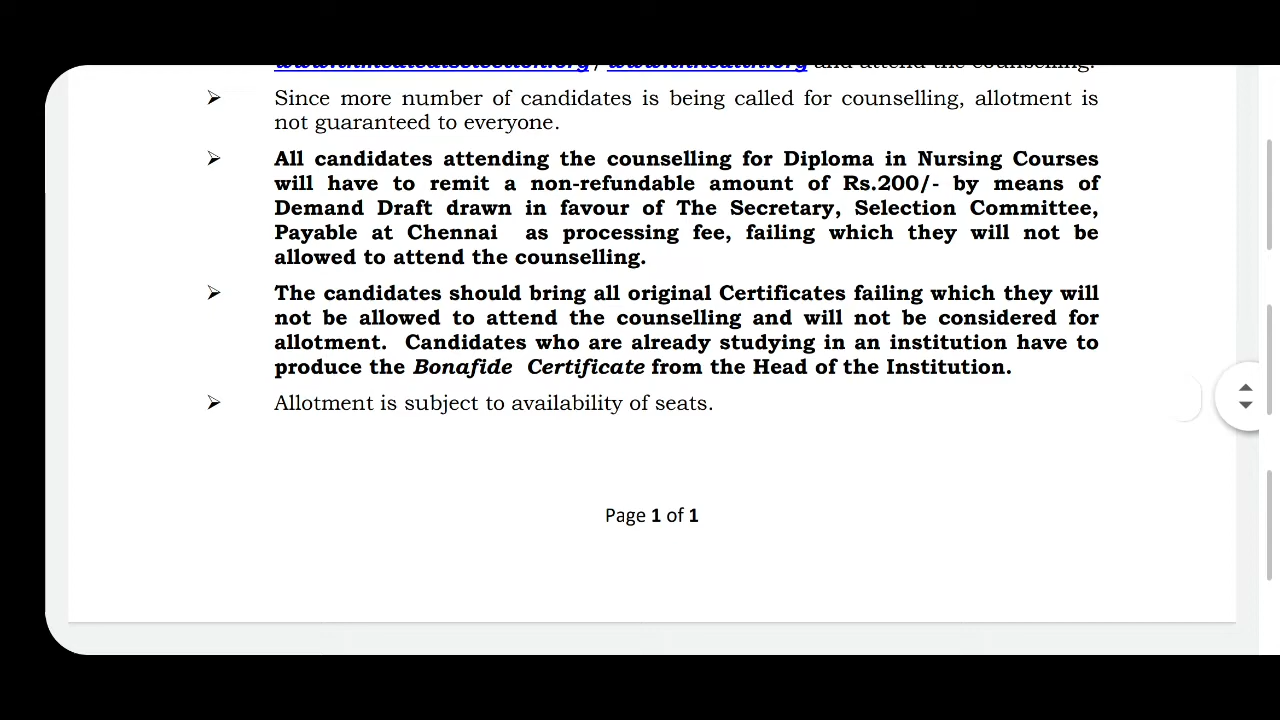 and attend the counselling.
➢ Since more number of candidates is being called for counselling, allotment is
not guaranteed to everyone.
➢ All candidates attending the counselling for Diploma in Nursing Courses
will have to remit a non-refundable amount of Rs.200/- by means of
Demand Draft drawn in favour of The Secretary, Selection Committee,
Payable at Chennai as processing fee, failing which they will not be
allowed to attend the counselling.
➢ The candidates should bring all original Certificates failing which they will
not be allowed to attend the counselling and will not be considered for
allotment. Candidates who are already studying in an institution have to
produce the Bonafide Certificate from the Head of the Institution.
➢ Allotment is subject to availability of seats.
Page 1 of 1